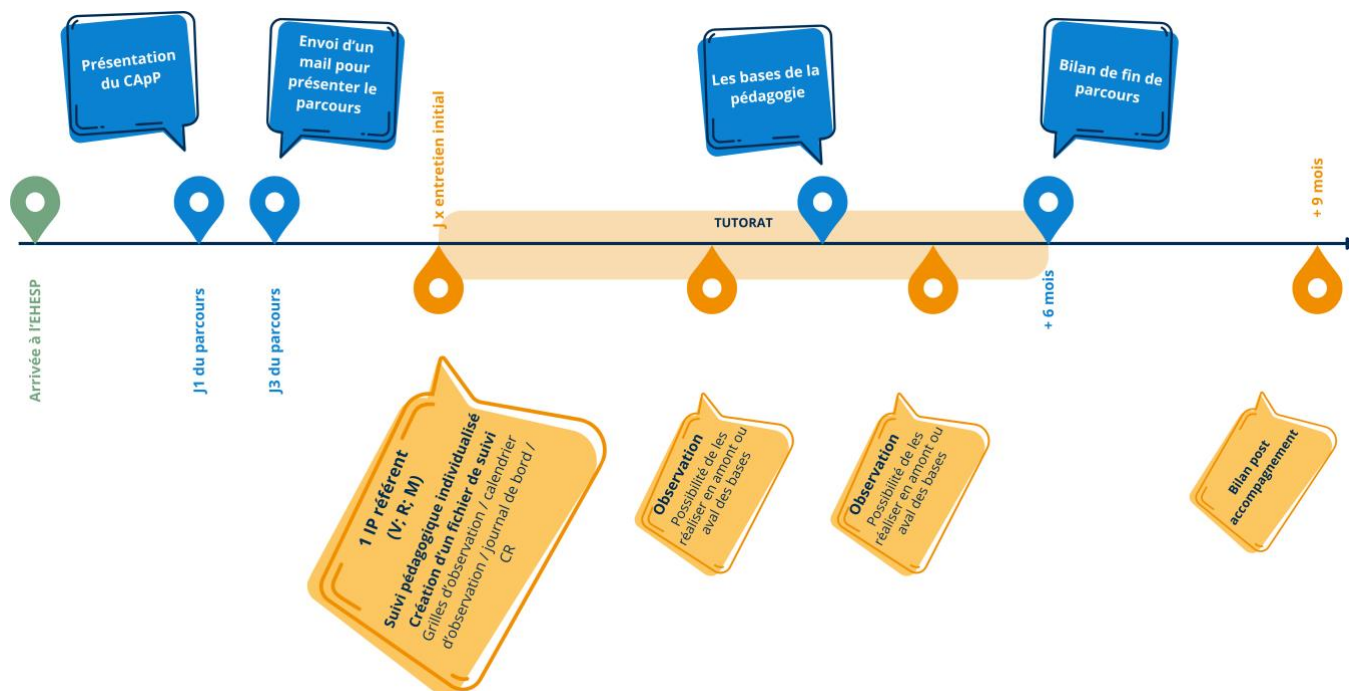 Présentation
du CApP
Envoi d'un
mail pour
présenter le
parcours
J x entretien initial
Les bases de la
pédagogie
Bilan de fin de
parcours
+ 9 mois
TUTORAT
Arrivée à l'EHESP
J1 du parcours
J3 du parcours
+ 6 mois
1 IP référent
(V; R; M)
Suivi pédagogique individualisé
Création d'un fichier de suivi
Grilles d'observation / calendrier
d'observation / journal de bord /
CR
Observation
Possibilité de les
réaliser en amont ou
aval des bases
Observation
Possibilité de les
réaliser en amont ou
aval des bases
Bilan post
accompagnement